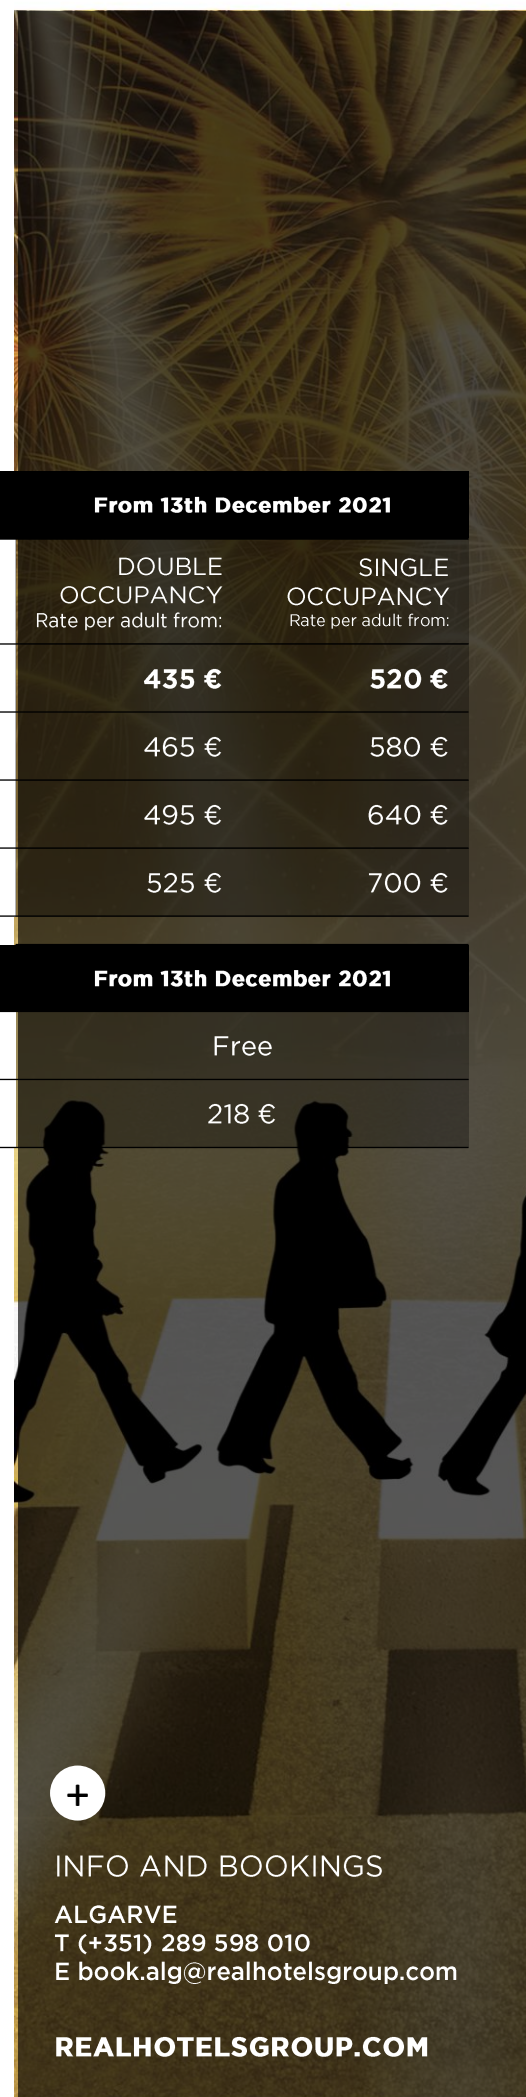 From 13th December 2021
DOUBLE OCCUPANCY
Rate per adult from:
SINGLE OCCUPANCY
Rate per adult from:
435 € 520 €
465 € 580 €
495 € 640 €
525 € 700 €
From 13th December 2021
Free
218 €
+
INFO AND BOOKINGS
ALGARVE
T (+351) 289 598 010
E book.alg@realhotelsgroup.com
REALHOTELSGROUP.COM